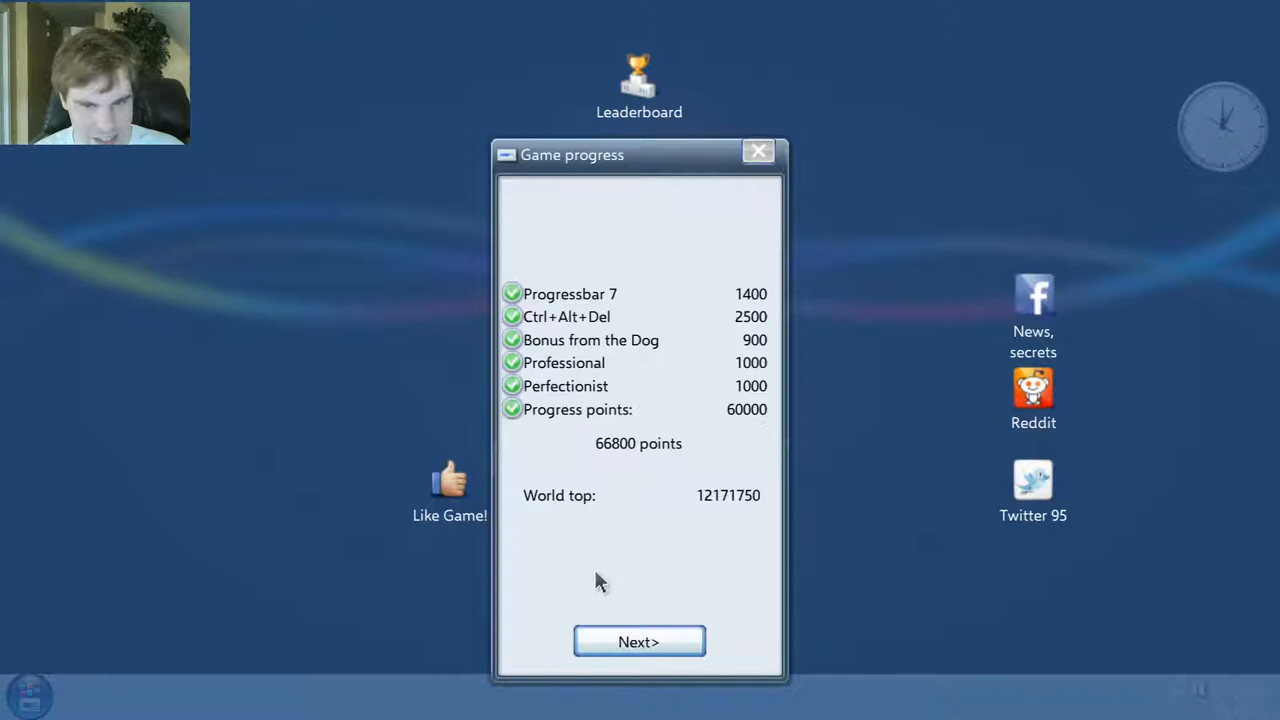 Leaderboard
Game progress
Progressbar 7 1400
Ctrl+Alt+Del 2500
Bonus from the Dog 900
Professional 1000
Perfectionist 1000
Progress points: 60000
66800 points
World top: 12171750
Next>
Like Game!
News,
secrets
Reddit
Twitter 95